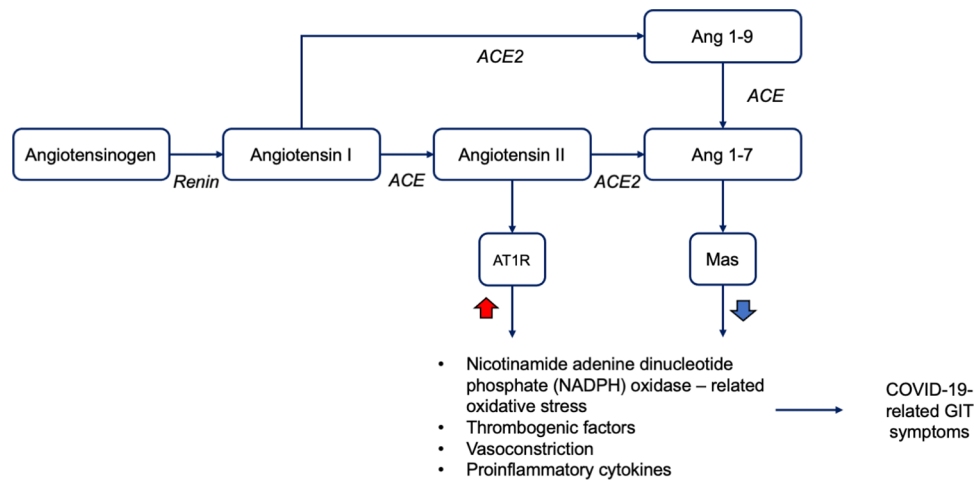 Ang 1-9
ACE2
ACE
Angiotensinogen
Angiotensin I
Angiotensin II
Ang 1-7
Renin
ACE
ACE2
AT1R
Mas
• Nicotinamide adenine dinucleotide
phosphate (NADPH) oxidase – related
oxidative stress
• Thrombogenic factors
• Vasoconstriction
• Proinflammatory cytokines
COVID-19-
related GIT
symptoms